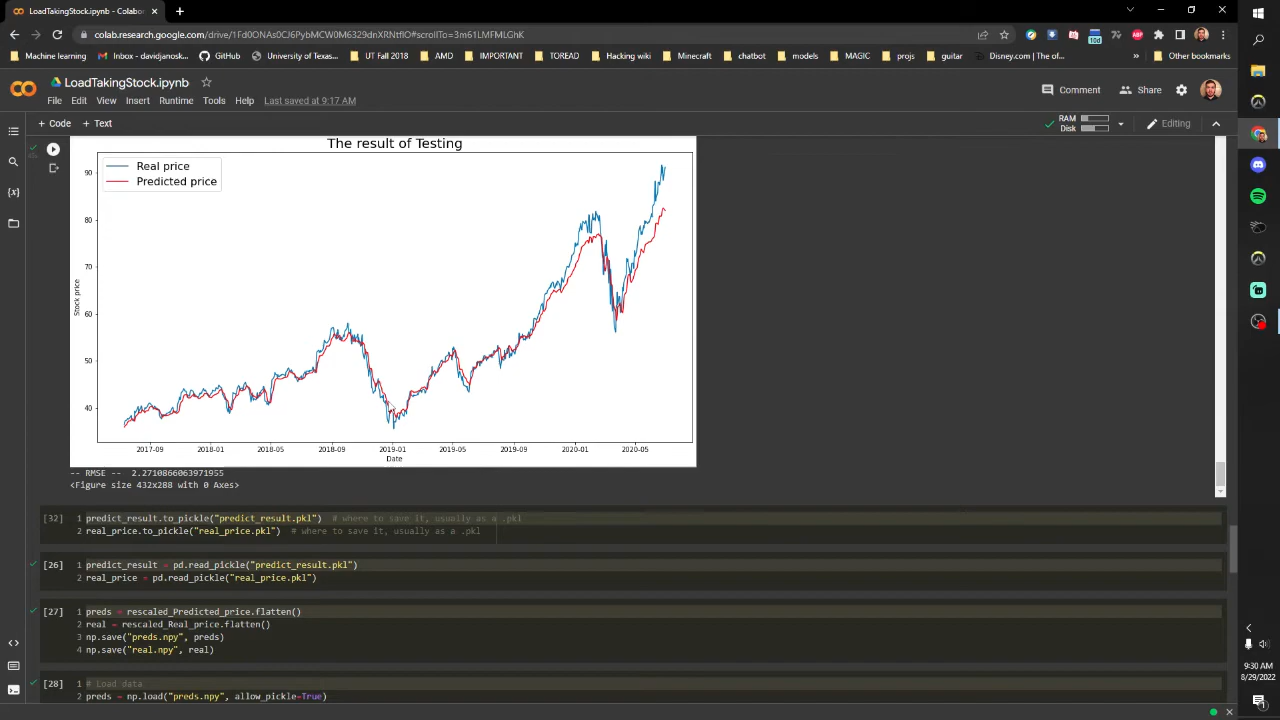 LoadTakingStock.ipynb - Colabor
colab.research.google.com/drive/1Fd0ONAs0CJ6PybMCW0M6329dnXRNtflO#scrollTo=3m61LMFMLGhK
Machine learning
Inbox - davidjanosk...
GitHub
University of Texas...
UT Fall 2018
AMD
IMPORTANT
TOREAD
Hacking wiki
Minecraft
chatbot
models
MAGIC
projs
guitar
Disney.com | The of...
Other bookmarks
LoadTakingStock.ipynb
File Edit View Insert Runtime Tools Help Last saved at 9:17 AM
Comment Share
+ Code + Text
RAM
Disk
Editing
The result of Testing
Real price
Predicted price
90
80
70
60
50
40
Stock price
2017-09 2018-01 2018-05 2018-09 2019-01 2019-05 2019-09 2020-01 2020-05
Date
-- RMSE -- 2.2710866063971955
<Figure size 432x288 with 0 Axes>
[32] 1 predict_result.to_pickle("predict_result.pkl") # where to save it, usually as a .pkl
2 real_price.to_pickle("real_price.pkl") # where to save it, usually as a .pkl
[26] 1 predict_result = pd.read_pickle("predict_result.pkl")
2 real_price = pd.read_pickle("real_price.pkl")
[27] 1 preds = rescaled_Predicted_price.flatten()
2 real = rescaled_Real_price.flatten()
3 np.save("preds.npy", preds)
4 np.save("real.npy", real)
[28] 1 # Load data
2 preds = np.load("preds.npy", allow_pickle=True)
9:30 AM
8/29/2022